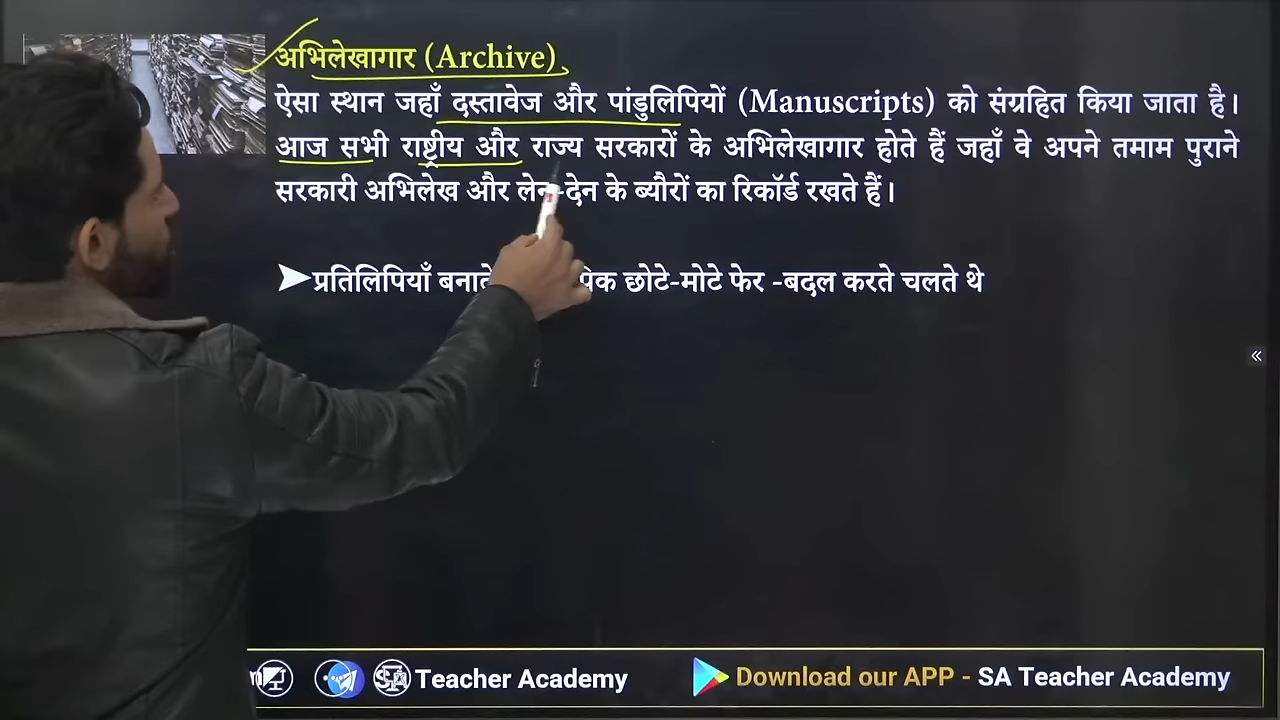 अभिलेखागार (Archive)
ऐसा स्थान जहाँ दस्तावेज और पांडुलिपियों (Manuscripts) को संग्रहित किया जाता है।
आज सभी राष्ट्रीय और राज्य सरकारों के अभिलेखागार होते हैं जहाँ वे अपने तमाम पुराने
सरकारी अभिलेख और लेन-देन के ब्यौरों का रिकॉर्ड रखते हैं।
➤प्रतिलिपियाँ छोटे-मोटे फेर -बदल करते चलते थे
Teacher Academy
Download our APP - SA Teacher Academy